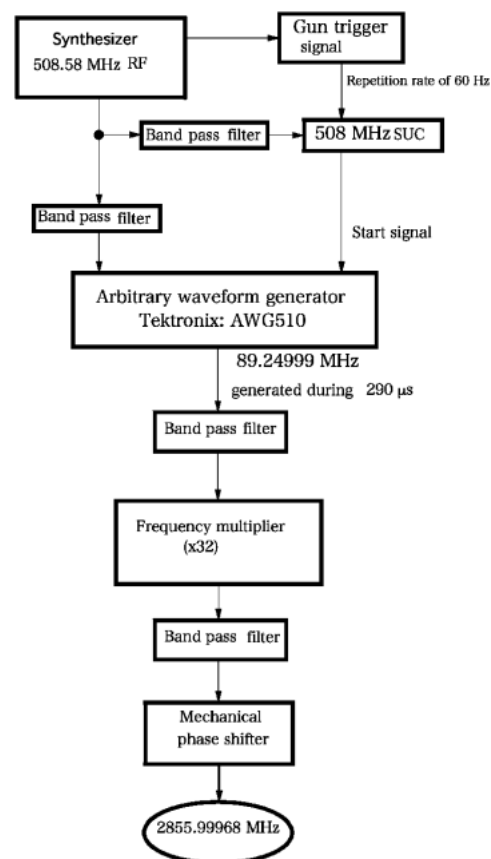 Synthesizer
508.58 MHz RF
Gun trigger
signal
Repetition rate of 60 Hz
Band pass filter
508 MHz SUC
Band pass filter
Start signal
Arbitrary waveform generator
Tektronix: AWG510
89.24999 MHz
generated during 290 μs
Band pass filter
Frequency multiplier
(x32)
Band pass filter
Mechanical
phase shifter
2855.99968 MHz